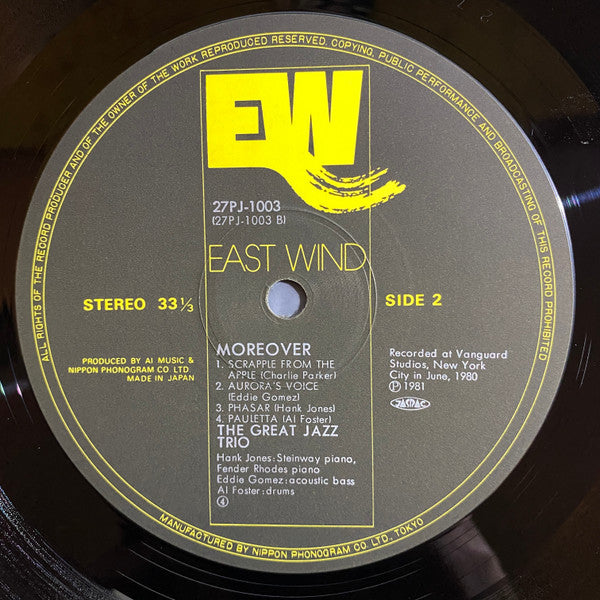 ALL RIGHTS OF THE RECORD PRODUCER AND OF THE OWNER OF THE WORK REPRODUCED RESERVED. COPYING, PUBLIC PERFORMANCE AND BROADCASTING OF THIS RECORD PROHIBITED
EW
27PJ-1003
(27PJ-1003 B)
EAST WIND
STEREO 33 1/3
SIDE 2
PRODUCED BY AI MUSIC &
NIPPON PHONOGRAM CO. LTD.
MADE IN JAPAN
MOREOVER
1. SCRAPPLE FROM THE
APPLE (Charlie Parker)
2. AURORA'S VOICE
(Eddie Gomez)
3. PHASAR (Hank Jones)
4. PAULETTA (Al Foster)
THE GREAT JAZZ
TRIO
Hank Jones: Steinway piano,
Fender Rhodes piano
Eddie Gomez: acoustic bass
Al Foster: drums
④
Recorded at Vanguard
Studios, New York
City in June, 1980
Ⓟ 1981
JASRAC
MANUFACTURED BY NIPPON PHONOGRAM CO. LTD., TOKYO